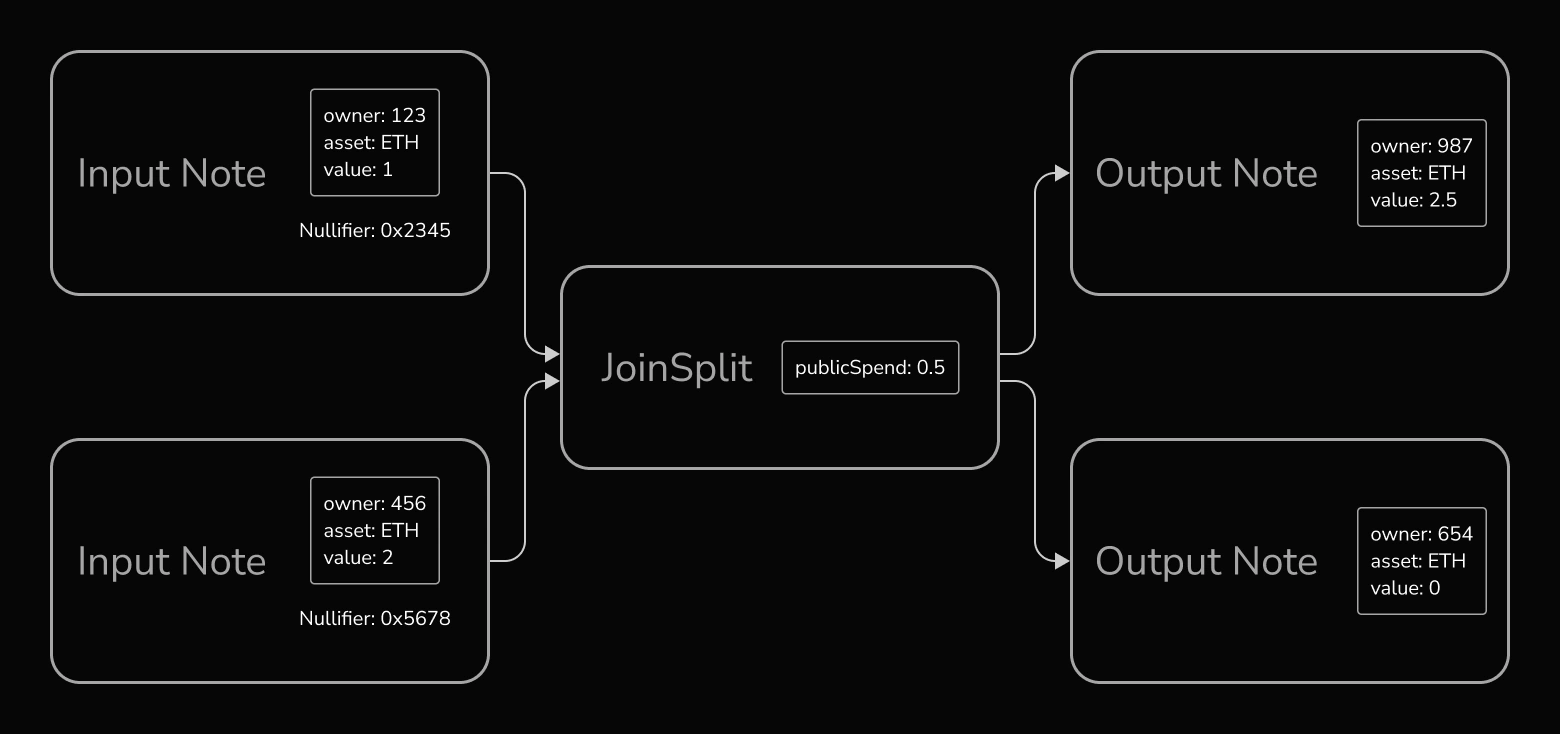 Input Note
owner: 123
asset: ETH
value: 1
Nullifier: 0x2345
Input Note
owner: 456
asset: ETH
value: 2
Nullifier: 0x5678
JoinSplit
publicSpend: 0.5
Output Note
owner: 987
asset: ETH
value: 2.5
Output Note
owner: 654
asset: ETH
value: 0